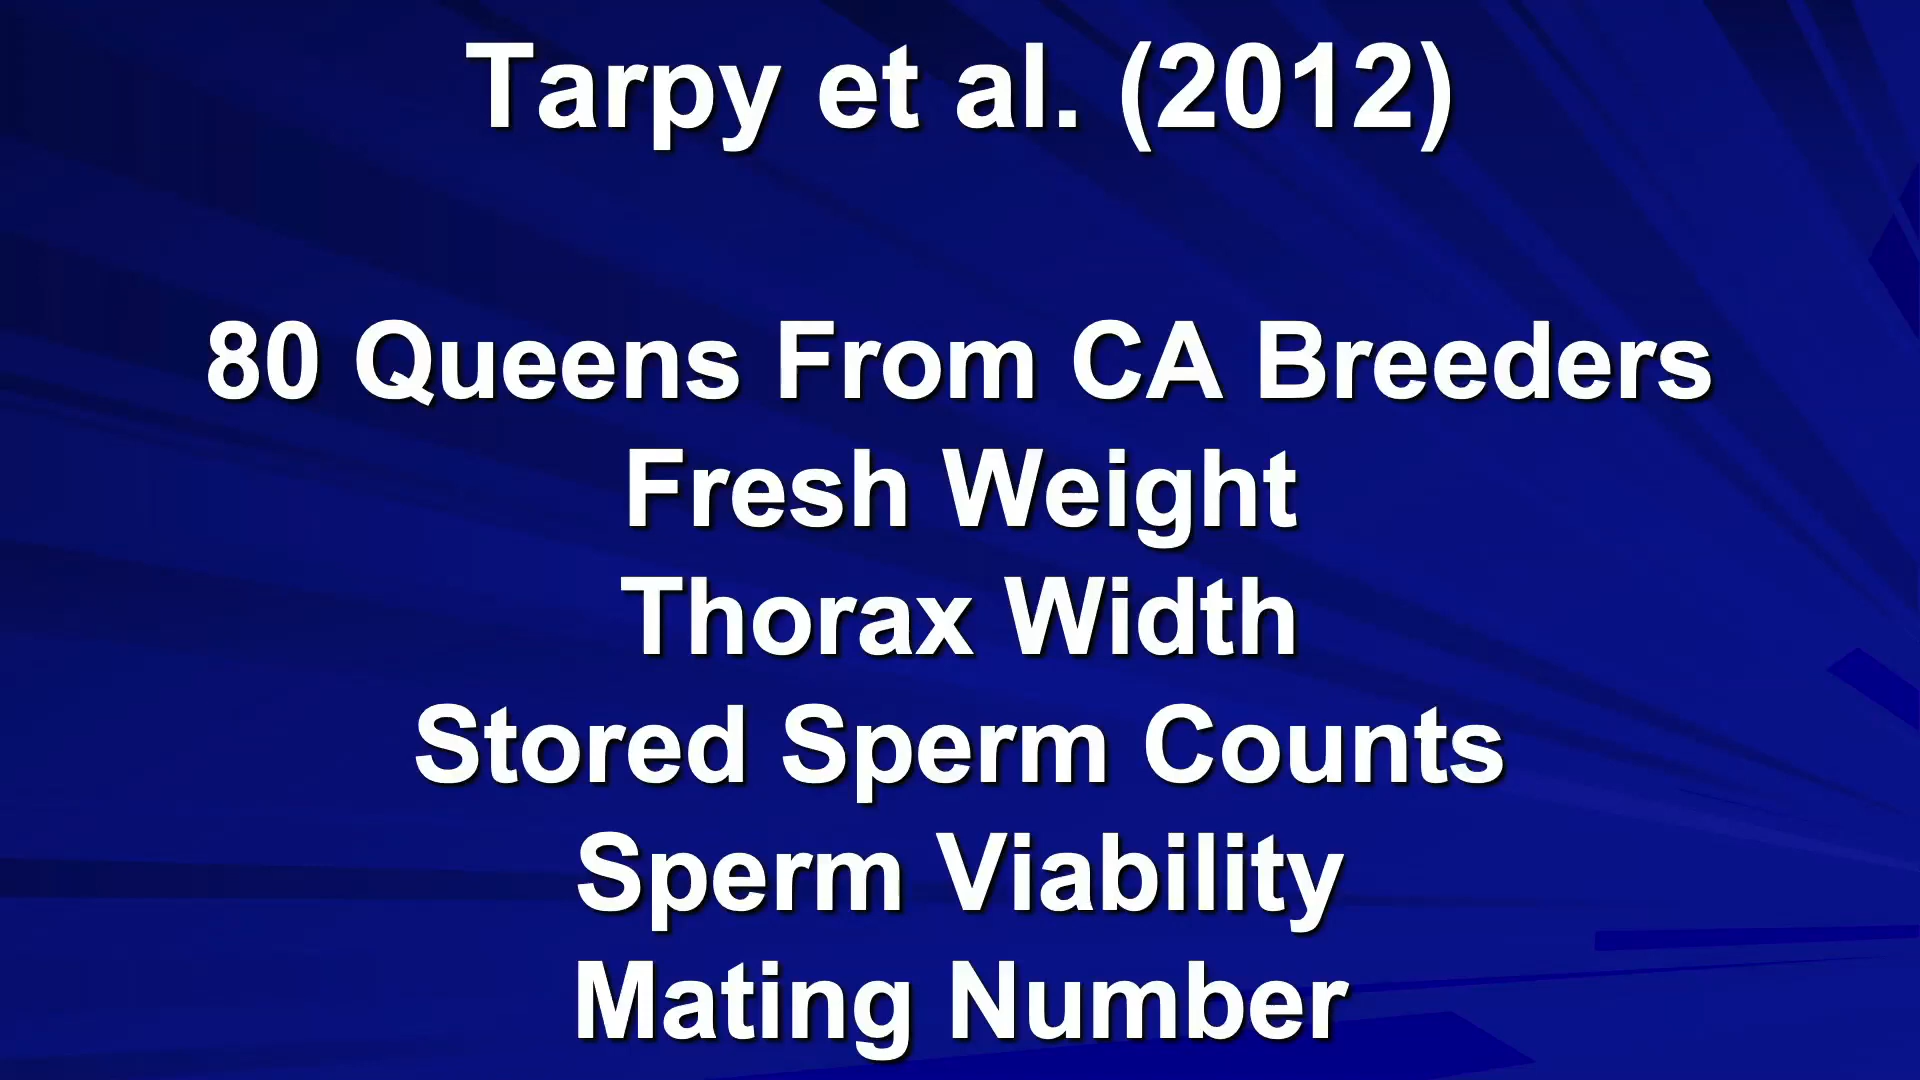 Tarpy et al. (2012)
80 Queens From CA Breeders
Fresh Weight
Thorax Width
Stored Sperm Counts
Sperm Viability
Mating Number